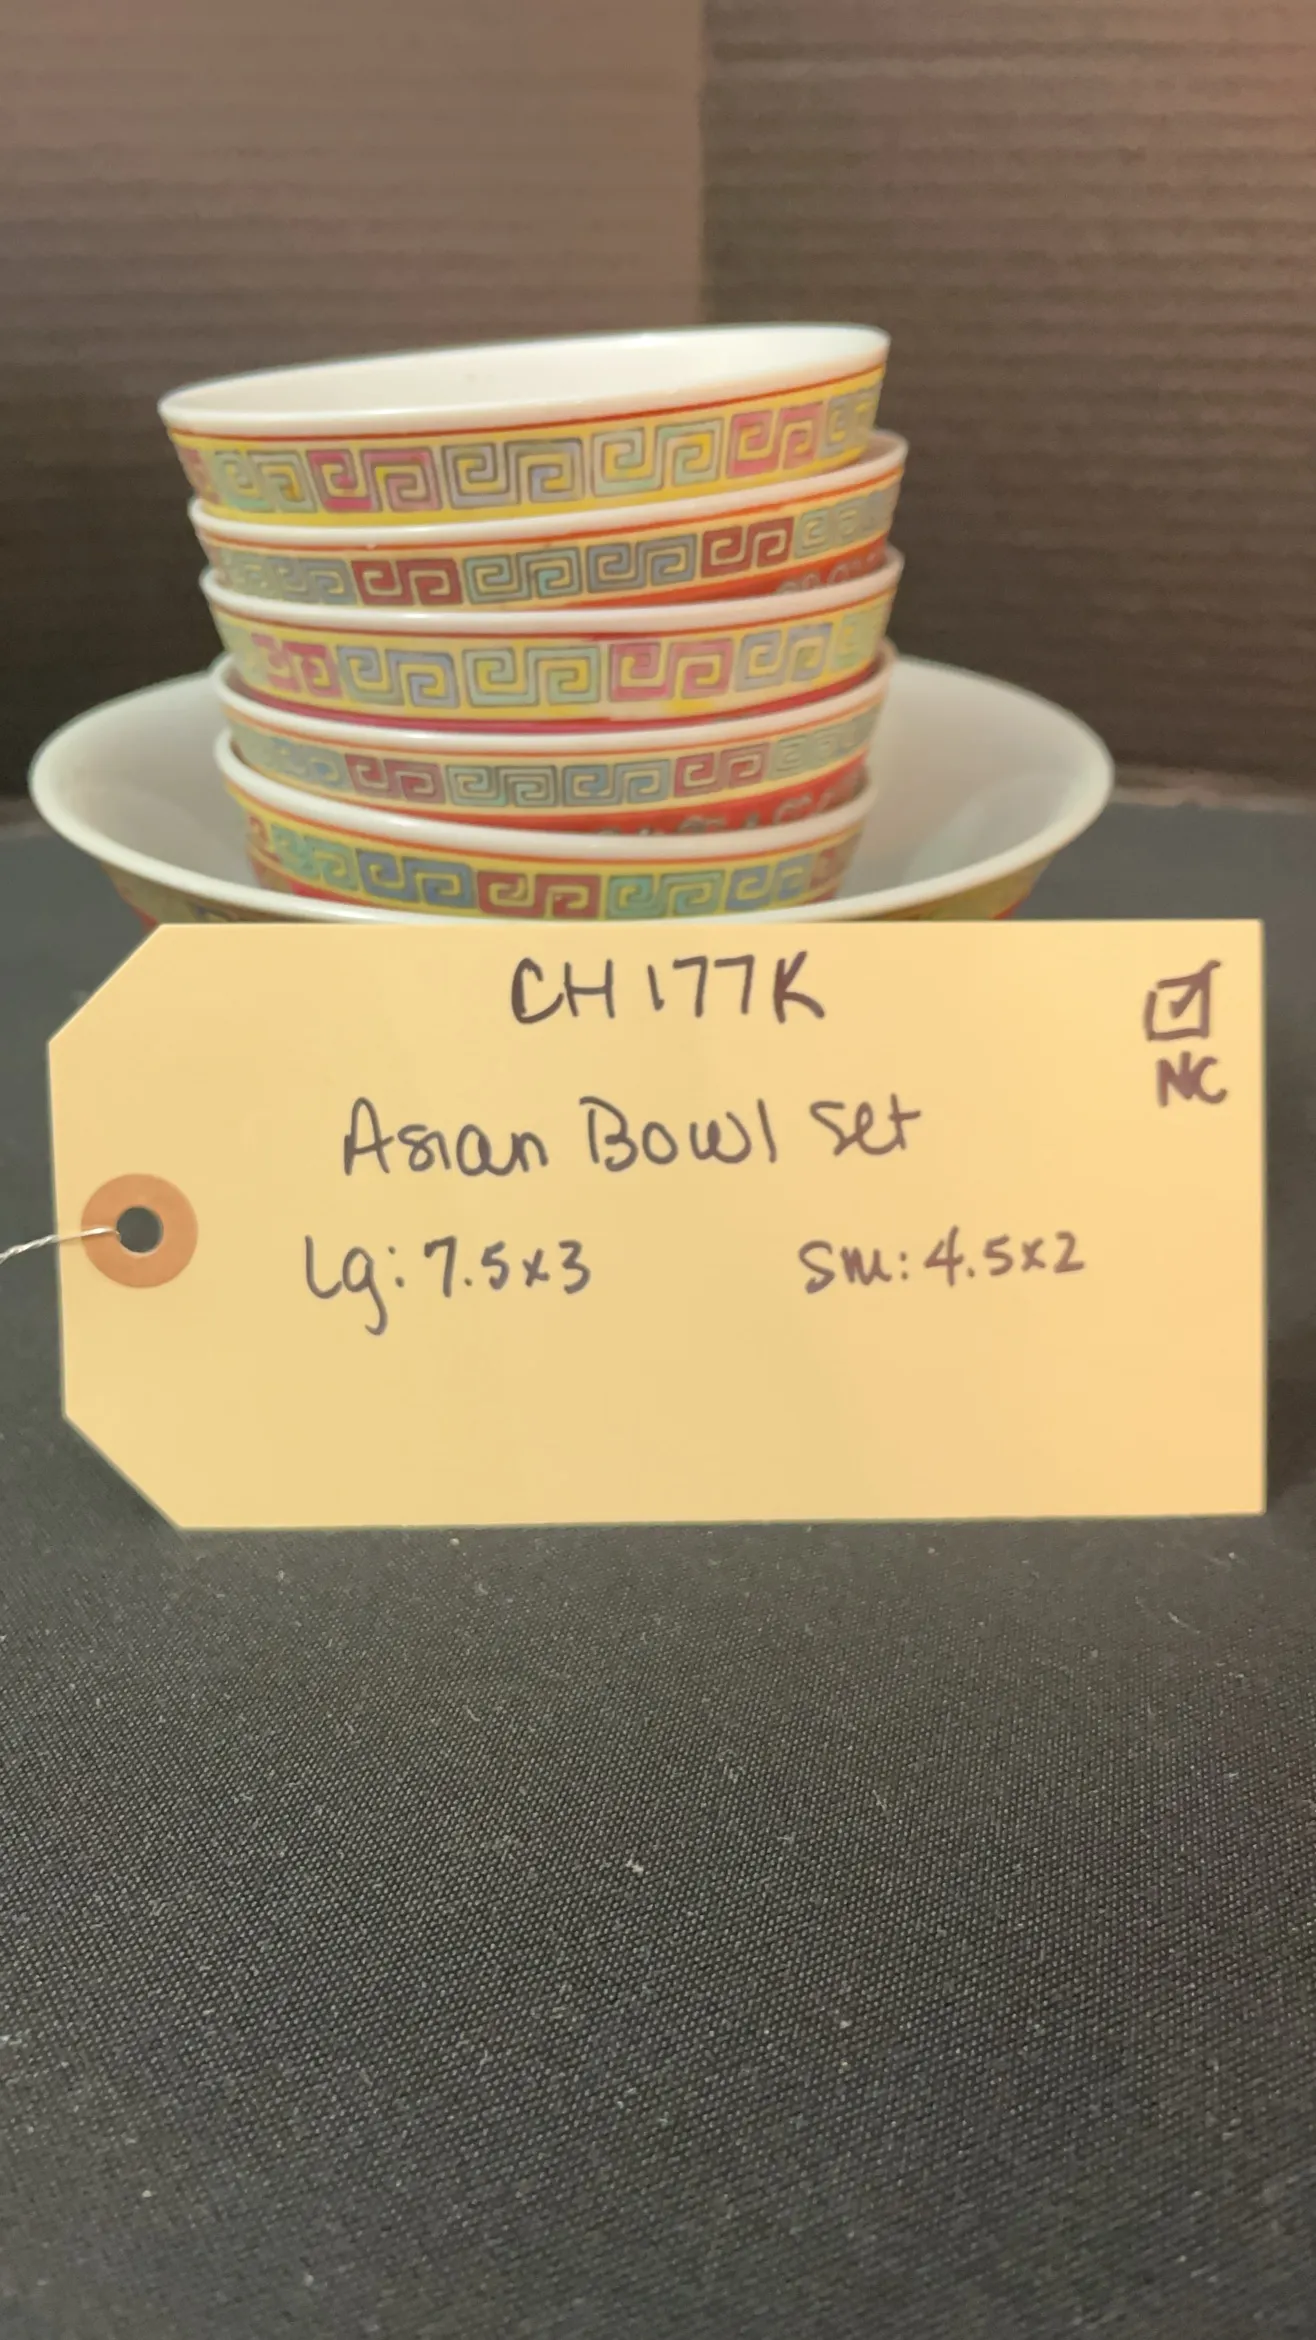 CH177K
NC
Asian Bowl Set
Lg: 7.5x3
Sm: 4.5x2